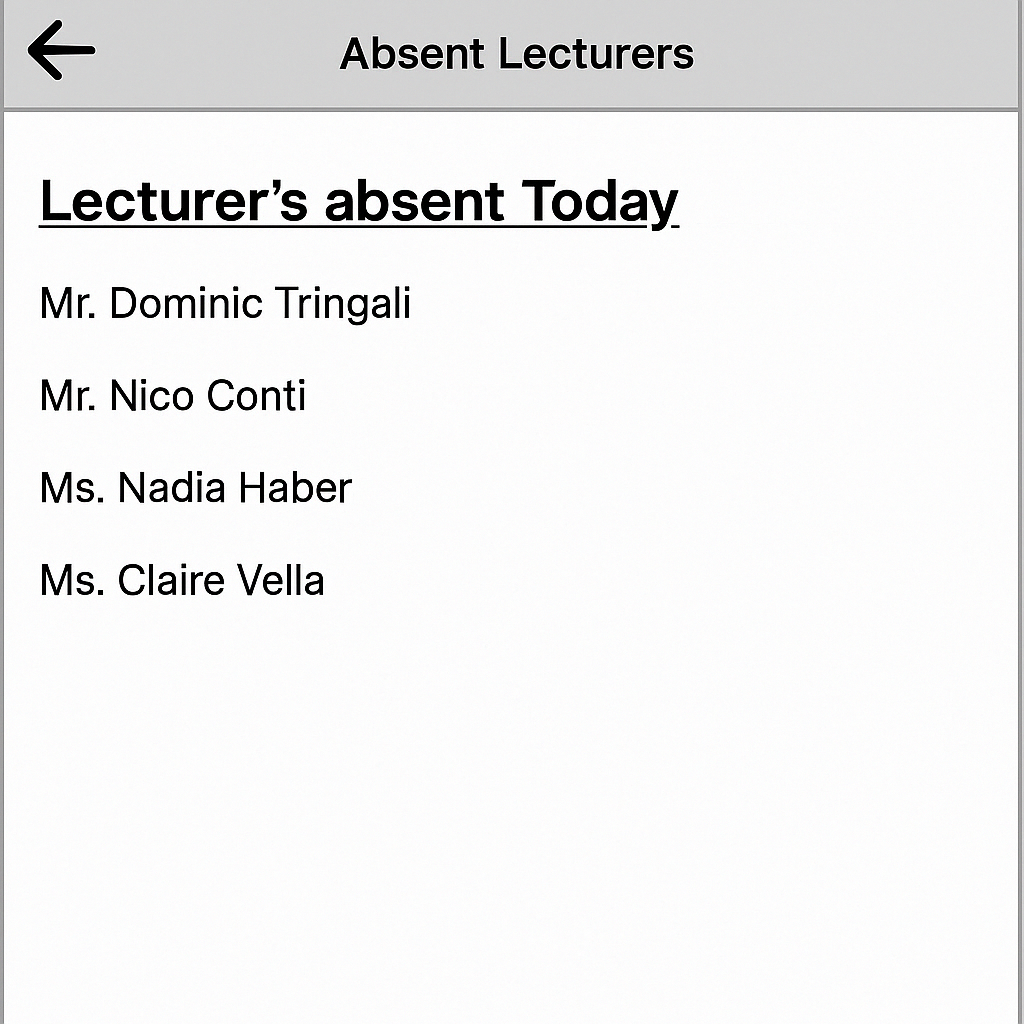 Absent Lecturers
Lecturer’s absent Today
Mr. Dominic Tringali
Mr. Nico Conti
Ms. Nadia Haber
Ms. Claire Vella